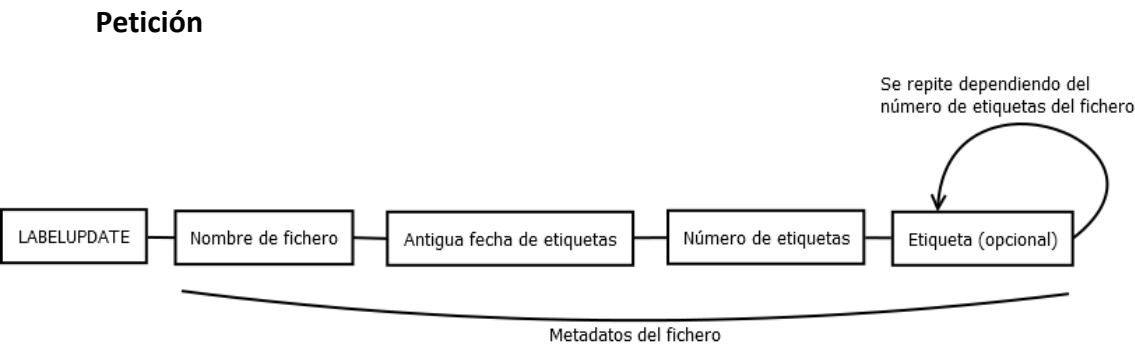 Petición
Se repite dependiendo del
número de etiquetas del fichero
LABELUPDATE
Nombre de fichero
Antigua fecha de etiquetas
Número de etiquetas
Etiqueta (opcional)
Metadatos del fichero